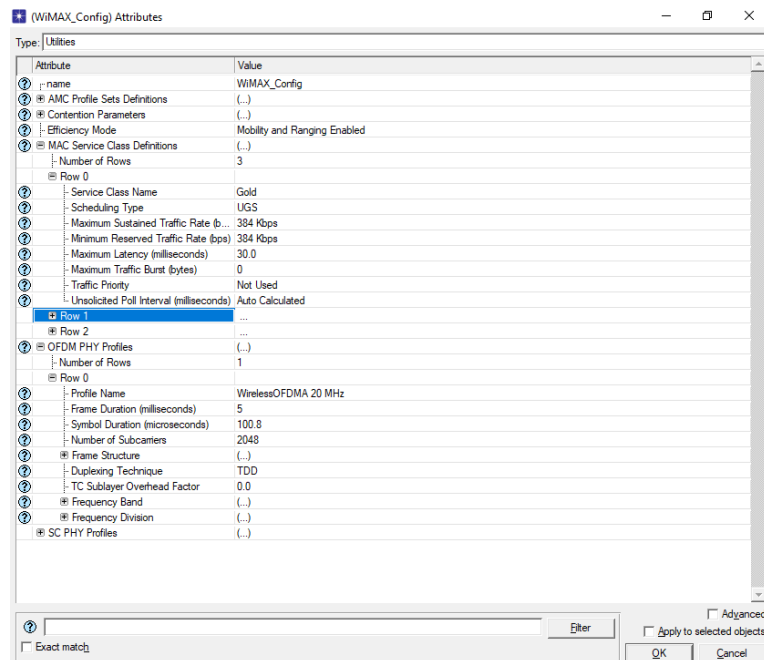 (WiMAX_Config) Attributes
Type: Utilities
Attribute Value
name WiMAX_Config
AMC Profile Sets Definitions (...)
Contention Parameters (...)
Efficiency Mode Mobility and Ranging Enabled
MAC Service Class Definitions (...)
Number of Rows 3
Row 0
Service Class Name Gold
Scheduling Type UGS
Maximum Sustained Traffic Rate (b... 384 Kbps
Minimum Reserved Traffic Rate (bps) 384 Kbps
Maximum Latency (milliseconds) 30.0
Maximum Traffic Burst (bytes) 0
Traffic Priority Not Used
Unsolicited Poll Interval (milliseconds) Auto Calculated
Row 1 ...
Row 2 ...
OFDM PHY Profiles (...)
Number of Rows 1
Row 0
Profile Name WirelessOFDMA 20 MHz
Frame Duration (milliseconds) 5
Symbol Duration (microseconds) 100.8
Number of Subcarriers 2048
Frame Structure (...)
Duplexing Technique TDD
TC Sublayer Overhead Factor 0.0
Frequency Band (...)
Frequency Division (...)
SC PHY Profiles (...)
Advanced
Filter Apply to selected objects
Exact match OK Cancel